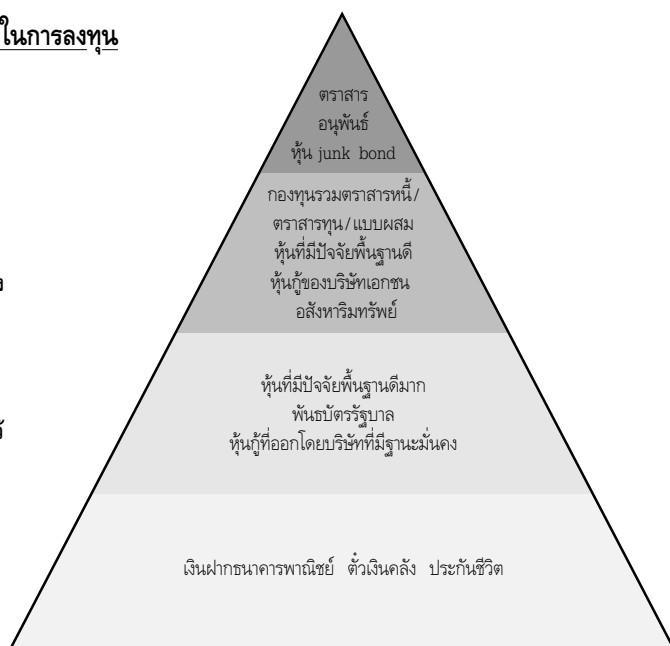 ในการลงทุน
ตราสาร
อนุพันธ์
หุ้น junk bond
กองทุนรวมตราสารหนี้/
ตราสารทุน/แบบผสม
หุ้นที่มีปัจจัยพื้นฐานดี
หุ้นกู้ของบริษัทเอกชน
อสังหาริมทรัพย์
หุ้นที่มีปัจจัยพื้นฐานดีมาก
พันธบัตรรัฐบาล
หุ้นกู้ที่ออกโดยบริษัทที่มีฐานะมั่นคง
เงินฝากธนาคารพาณิชย์ ตั๋วเงินคลัง ประกันชีวิต